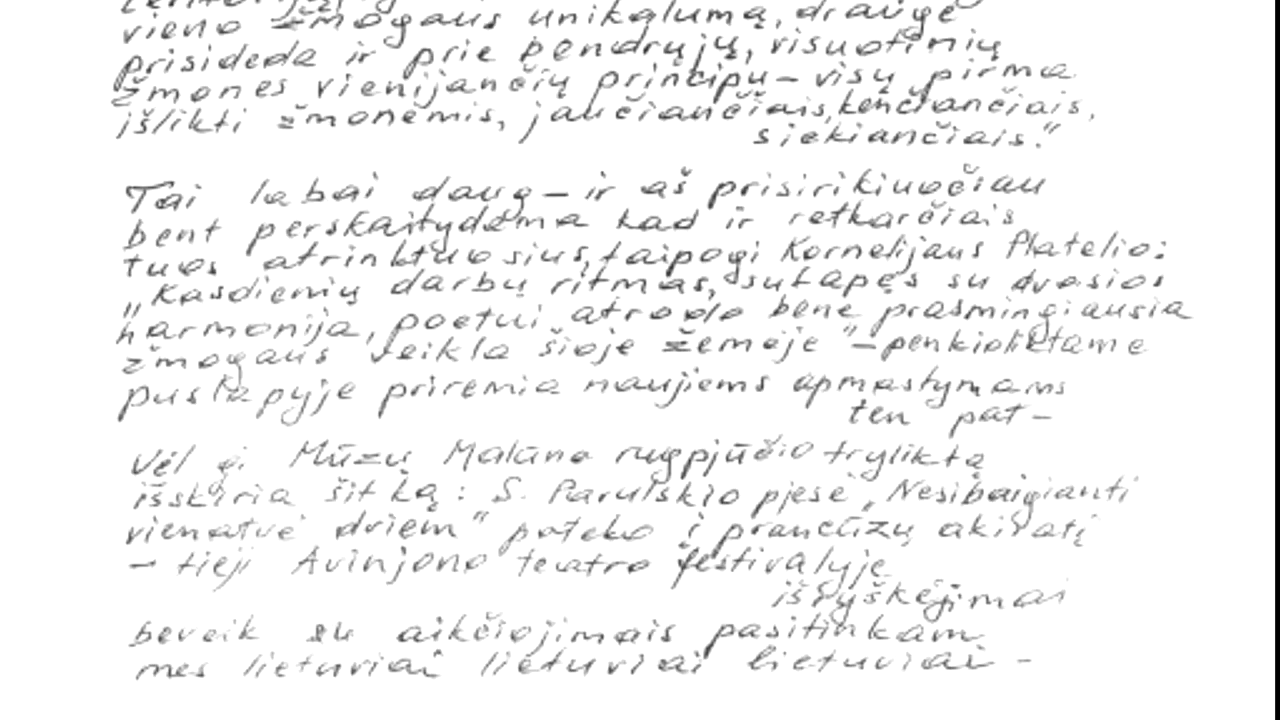 vieno žmogaus unikalumą, drauge
prisideda ir prie bendrųjų, visuotinių
žmones vienijančių principų – visų pirma
išlikti žmonėmis, jaučiančiais, kenčiančiais,
siekiančiais."
Tai labai daug – ir aš prisirikiuočiau
bent perskaitydama kad ir retkarčiais
tuos atrinktuosius, taipogi Kornelijaus Platelio:
„Kasdienių darbų ritmas, sutapęs su dvasios
harmonija, poetui atrodo bene prasmingiausia
žmogaus veikla šioje žemėje" – penkioliktame
puslapyje priremia naujiems apmastymams
ten pat –
Vėl gi Mūzų Malūno rugpjūčio tryliktą
išskiria šit ką: S. Parulskio pjesė „Nesibaigianti
vienatvė dviem" pateko į prancūzų akiratį
– tieji Avinjono teatro festivalyje
išryškėjimai
beveik su aikčiojimais pasitinkam
mes lietuviai lietuviai lietuviai –